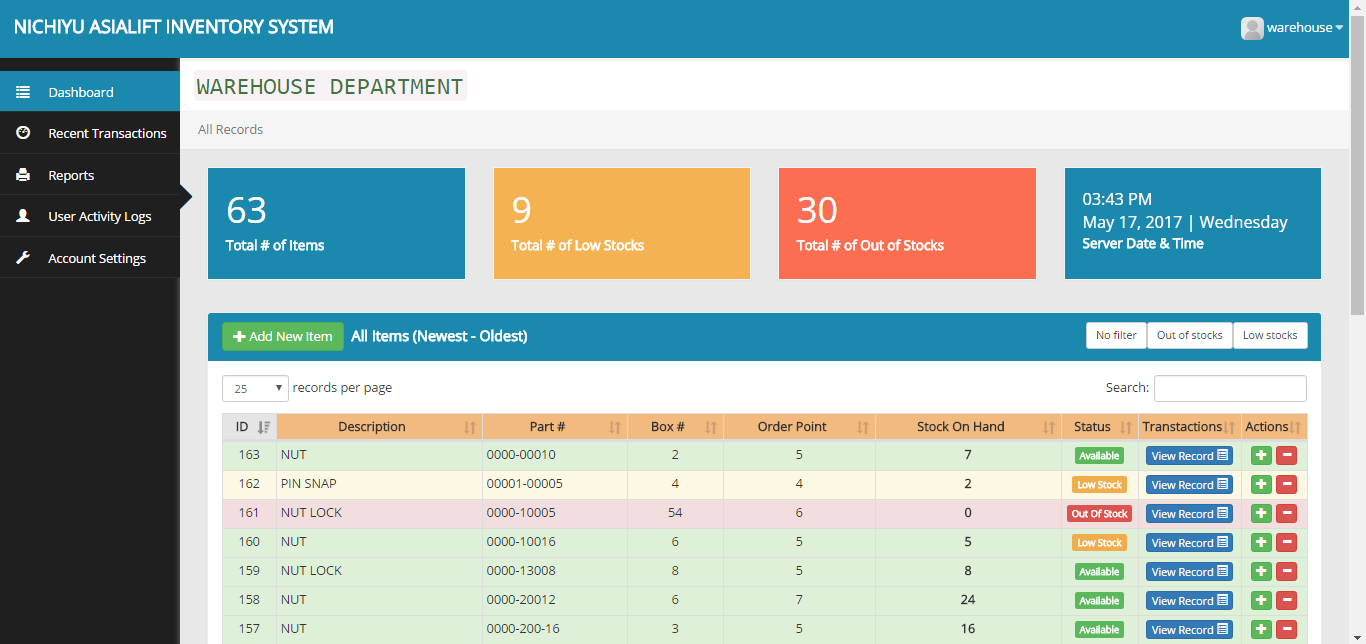 NICHIYU ASIALIFT INVENTORY SYSTEM
warehouse
Dashboard
Recent Transactions
Reports
User Activity Logs
Account Settings
WAREHOUSE DEPARTMENT
All Records
63
Total # of Items
9
Total # of Low Stocks
30
Total # of Out of Stocks
03:43 PM
May 17, 2017 | Wednesday
Server Date & Time
Add New Item All Items (Newest - Oldest) No filter Out of stocks Low stocks
25 records per page Search:
ID Description Part # Box # Order Point Stock On Hand Status Transtactions Actions
163 NUT 0000-00010 2 5 7 Available View Record
162 PIN SNAP 00001-00005 4 4 2 Low Stock View Record
161 NUT LOCK 0000-10005 54 6 0 Out Of Stock View Record
160 NUT 0000-10016 6 5 5 Low Stock View Record
159 NUT LOCK 0000-13008 8 5 8 Available View Record
158 NUT 0000-20012 6 7 24 Available View Record
157 NUT 0000-200-16 3 5 16 Available View Record